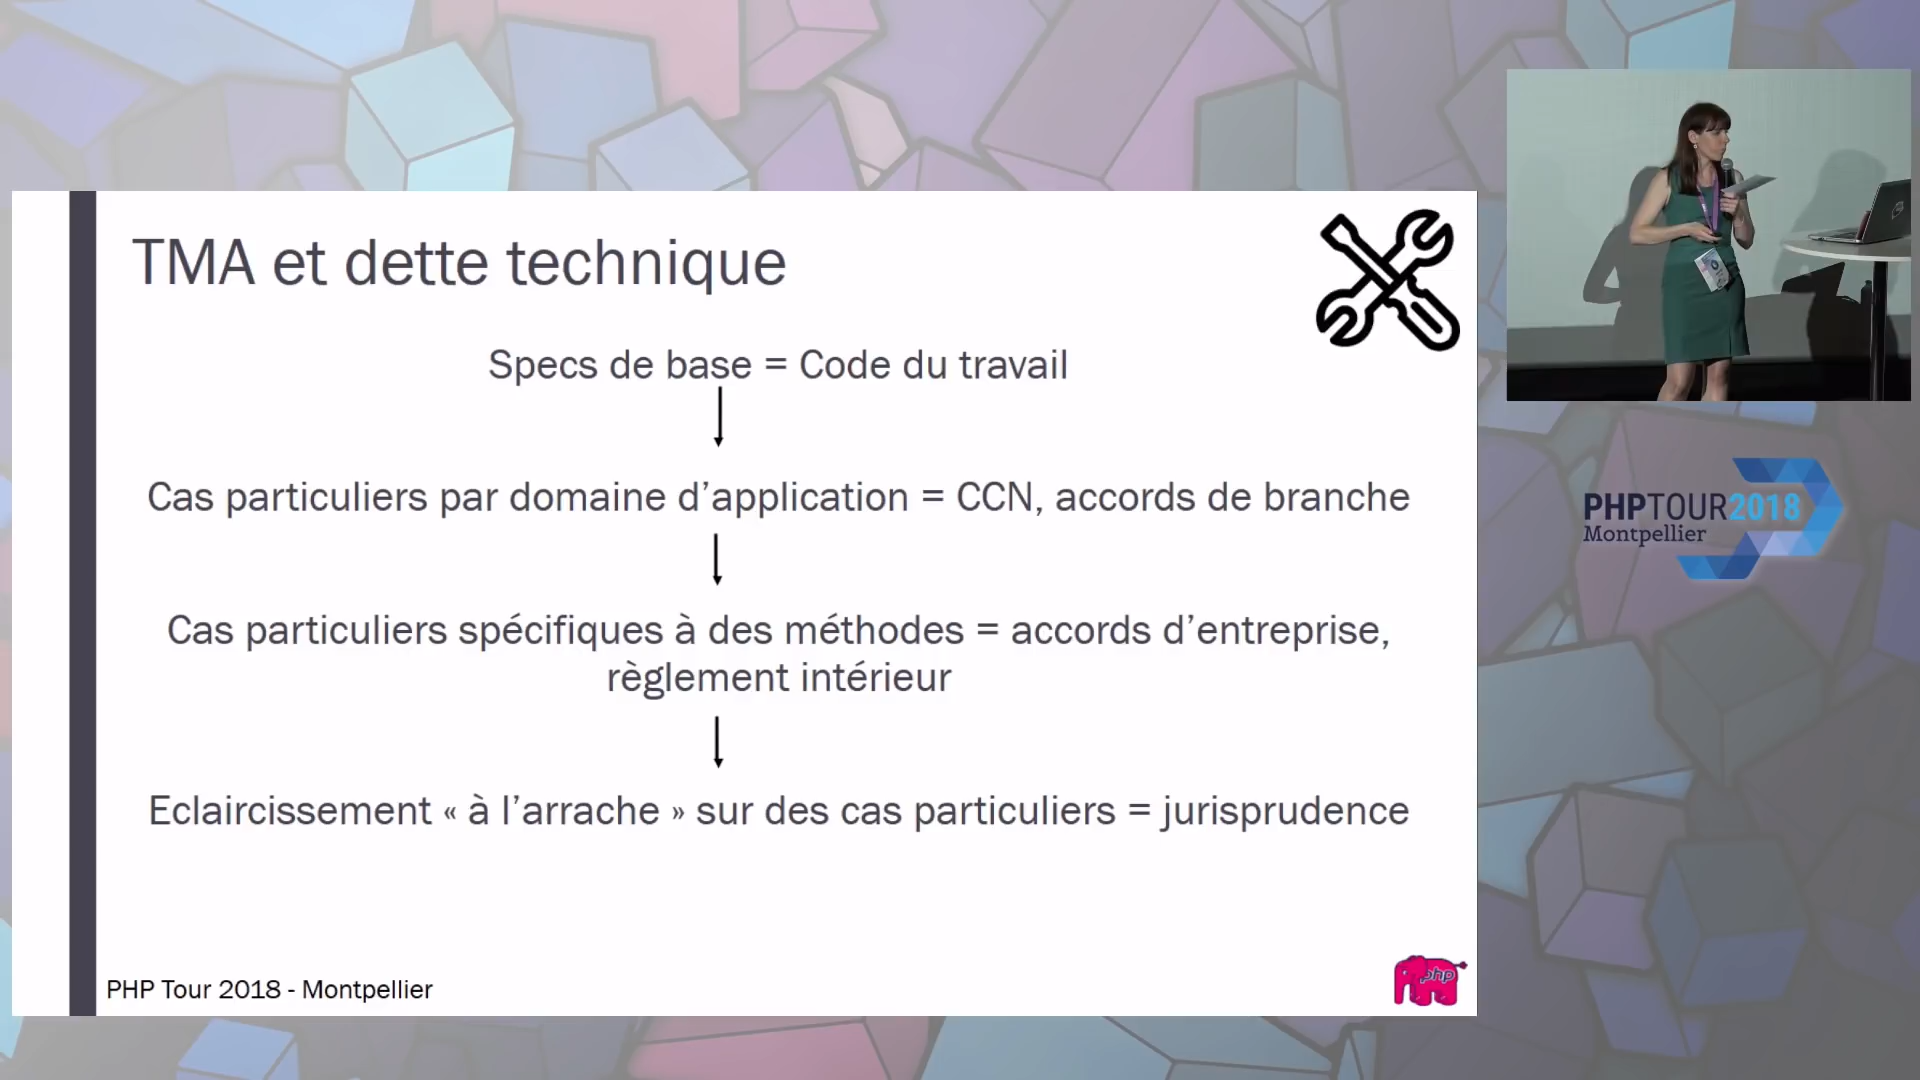 TMA et dette technique
Specs de base = Code du travail
Cas particuliers par domaine d’application = CCN, accords de branche
Cas particuliers spécifiques à des méthodes = accords d’entreprise,
règlement intérieur
Eclaircissement « à l’arrache » sur des cas particuliers = jurisprudence
PHP Tour 2018 - Montpellier
php
PHPTOUR2018
Montpellier